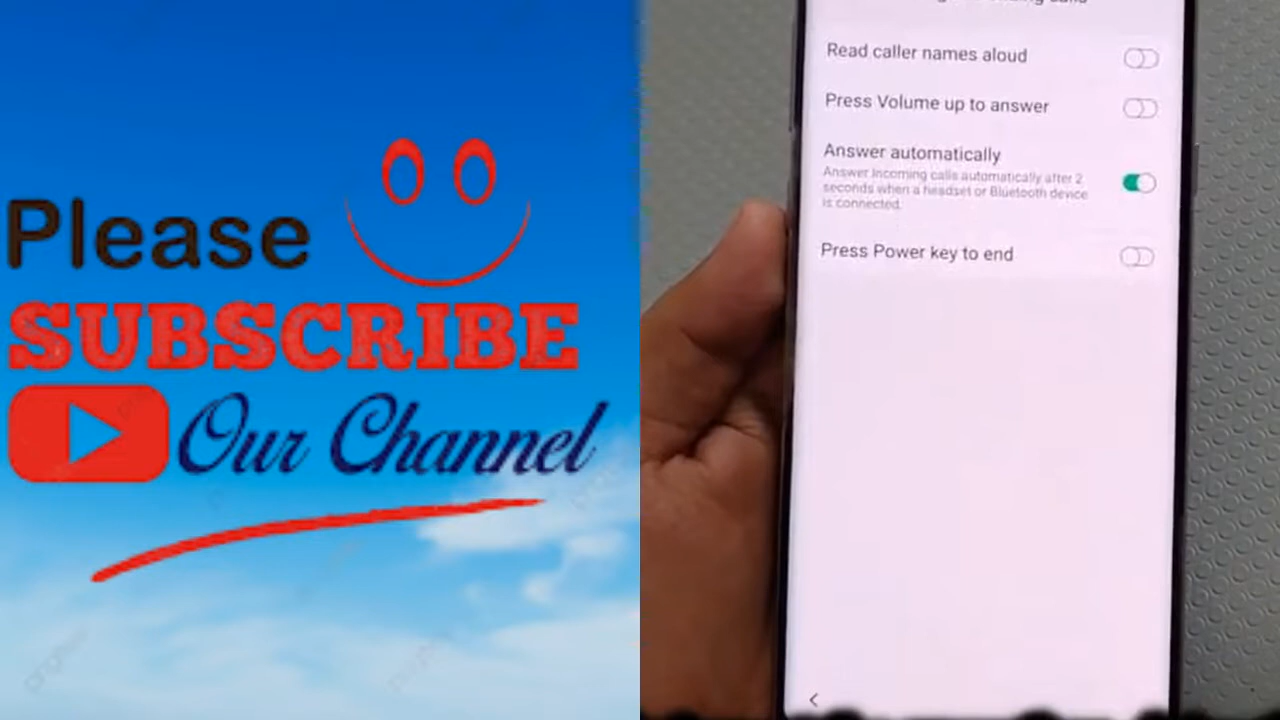 Please
SUBSCRIBE
Our Channel
Read caller names aloud
Press Volume up to answer
Answer automatically
Answer incoming calls automatically after 2
seconds when a headset or Bluetooth device
is connected.
Press Power key to end